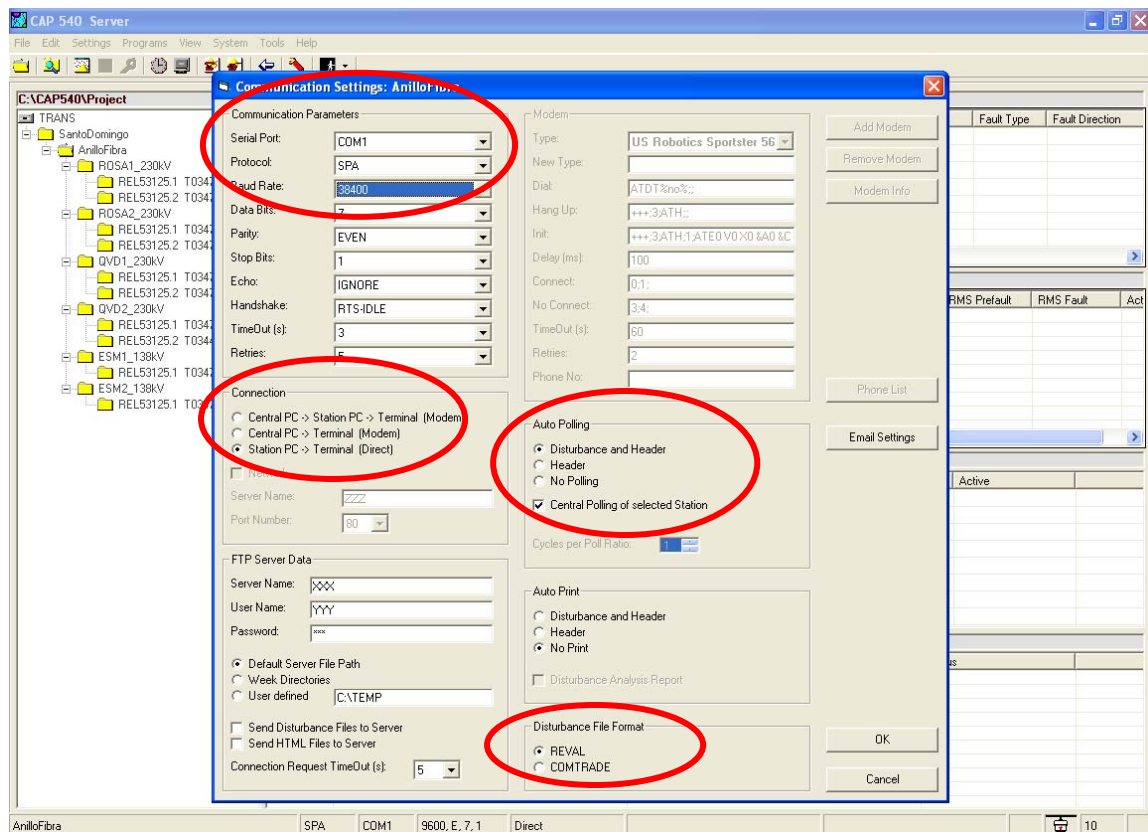 CAP 540 Server
File Edit Settings Programs View System Tools Help
C:\CAP540\Project
TRANS
SantoDomingo
AnilloFibra
ROSA1_230kV
REL53125.1 T0347
REL53125.2 T0347
ROSA2_230kV
REL53125.1 T0347
REL53125.2 T0347
QVD1_230kV
REL53125.1 T0347
REL53125.2 T0347
QVD2_230kV
REL53125.1 T0347
REL53125.2 T0344
ESM1_138kV
REL53125.1 T0347
ESM2_138kV
REL53125.1 T0347
Communication Settings: AnilloFibra
Communication Parameters
Serial Port: COM1
Protocol: SPA
Baud Rate: 38400
Data Bits: 7
Parity: EVEN
Stop Bits: 1
Echo: IGNORE
Handshake: RTS-IDLE
TimeOut (s): 3
Retries: 5
Connection
Central PC -> Station PC -> Terminal (Modem
Central PC -> Terminal (Modem)
Station PC -> Terminal (Direct)
Network
Server Name: ZZZ
Port Number: 80
FTP Server Data
Server Name: XXX
User Name: YYY
Password: ***
Default Server File Path
Week Directories
User defined C:\TEMP
Send Disturbance Files to Server
Send HTML Files to Server
Connection Request TimeOut (s): 5
Modem
Type: US Robotics Sportster 56
New Type:
Dial: ATDT%no%;;
Hang Up: +++;3;ATH;;
Init: +++;3;ATH;1;ATE0 V0 X0 &A0 &C
Delay (ms): 100
Connect: 0;1;
No Connect: 3;4;
TimeOut (s): 60
Retries: 2
Phone No:
Auto Polling
Disturbance and Header
Header
No Polling
Central Polling of selected Station
Cycles per Poll Ratio: 1
Auto Print
Disturbance and Header
Header
No Print
Disturbance Analysis Report
Disturbance File Format
REVAL
COMTRADE
Add Modem
Remove Modem
Modem Info
Phone List
Email Settings
OK
Cancel
Fault Type Fault Direction
RMS Prefault RMS Fault Act
Active
us
AnilloFibra SPA COM1 9600, E, 7, 1 Direct 10